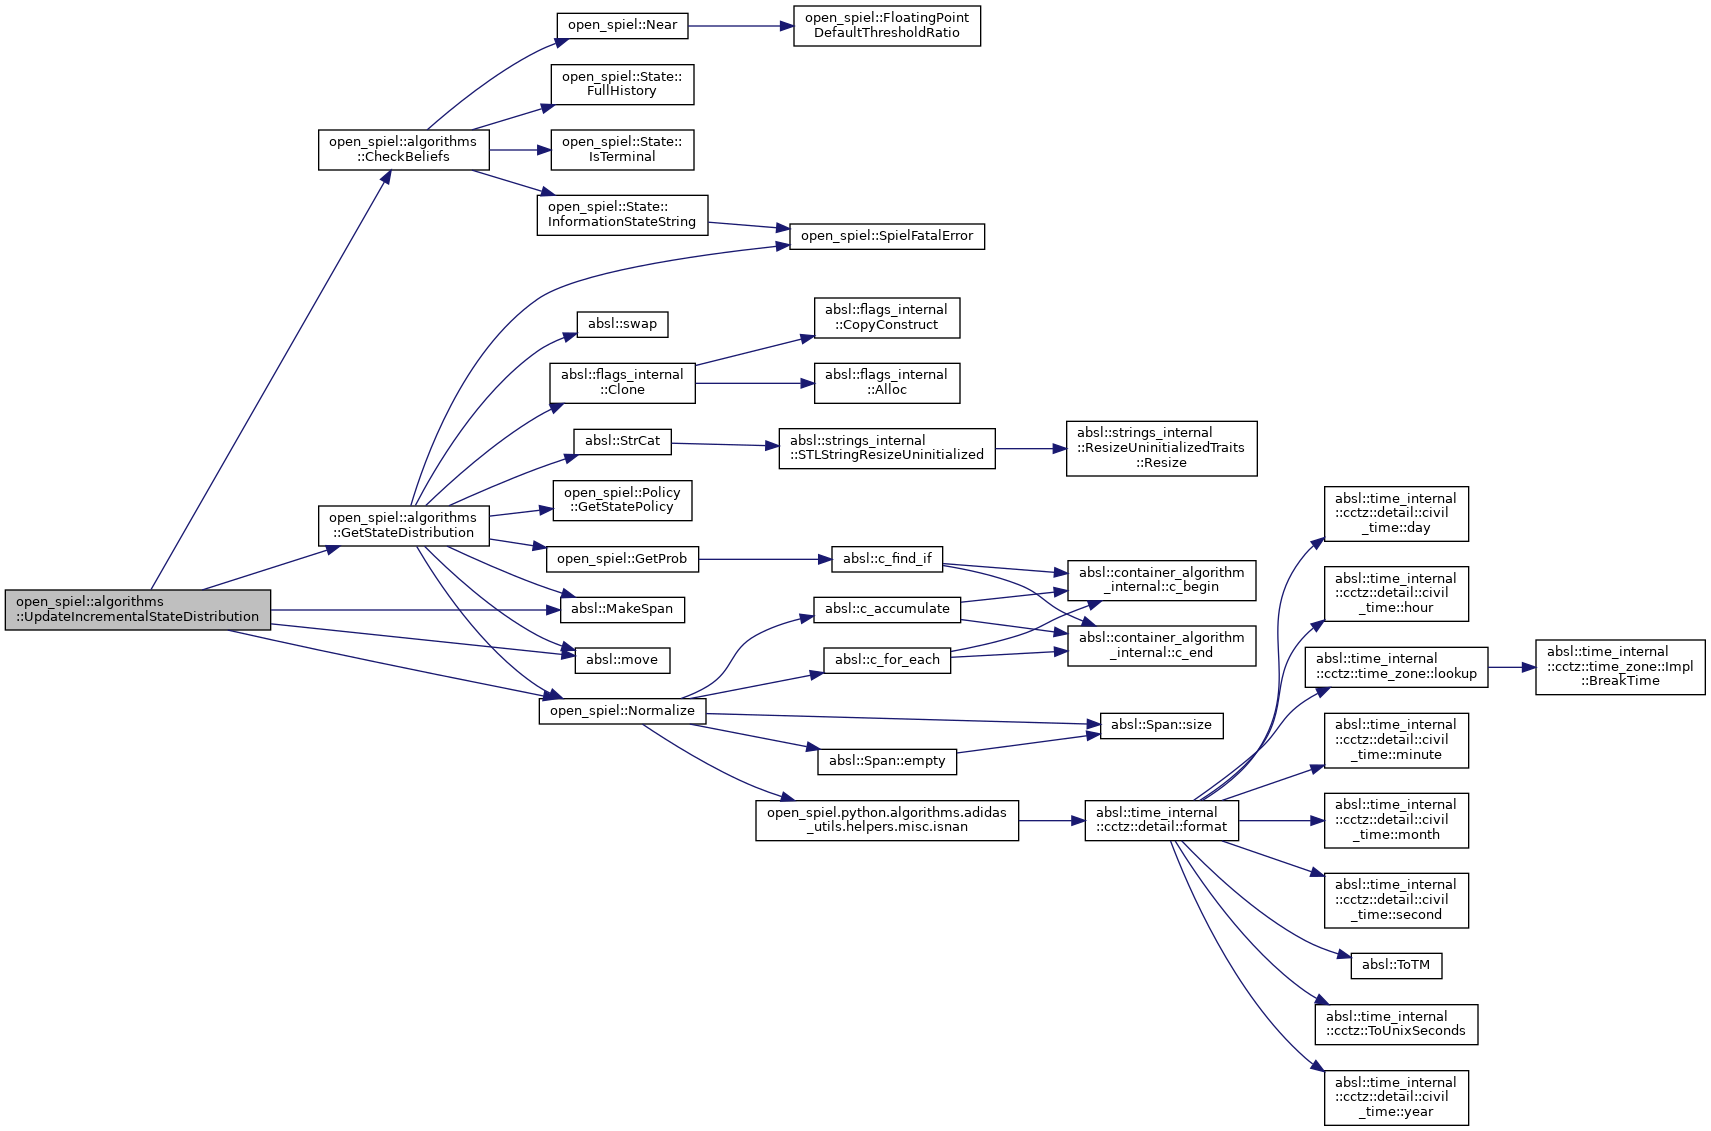 open_spiel::Near
open_spiel::FloatingPoint
DefaultThresholdRatio
open_spiel::State::
FullHistory
open_spiel::algorithms
::CheckBeliefs
open_spiel::State::
IsTerminal
open_spiel::State::
InformationStateString
open_spiel::SpielFatalError
absl::swap
absl::flags_internal
::CopyConstruct
absl::flags_internal
::Clone
absl::flags_internal
::Alloc
absl::StrCat
absl::strings_internal
::STLStringResizeUninitialized
absl::strings_internal
::ResizeUninitializedTraits
::Resize
open_spiel::Policy
::GetStatePolicy
open_spiel::algorithms
::GetStateDistribution
open_spiel::GetProb
absl::c_find_if
absl::container_algorithm
_internal::c_begin
open_spiel::algorithms
::UpdateIncrementalStateDistribution
absl::MakeSpan
absl::c_accumulate
absl::container_algorithm
_internal::c_end
absl::move
absl::c_for_each
open_spiel::Normalize
absl::Span::size
absl::Span::empty
open_spiel.python.algorithms.adidas
_utils.helpers.misc.isnan
absl::time_internal
::cctz::detail::format
absl::time_internal
::cctz::detail::civil
_time::day
absl::time_internal
::cctz::detail::civil
_time::hour
absl::time_internal
::cctz::time_zone::lookup
absl::time_internal
::cctz::time_zone::Impl
::BreakTime
absl::time_internal
::cctz::detail::civil
_time::minute
absl::time_internal
::cctz::detail::civil
_time::month
absl::time_internal
::cctz::detail::civil
_time::second
absl::ToTM
absl::time_internal
::cctz::ToUnixSeconds
absl::time_internal
::cctz::detail::civil
_time::year